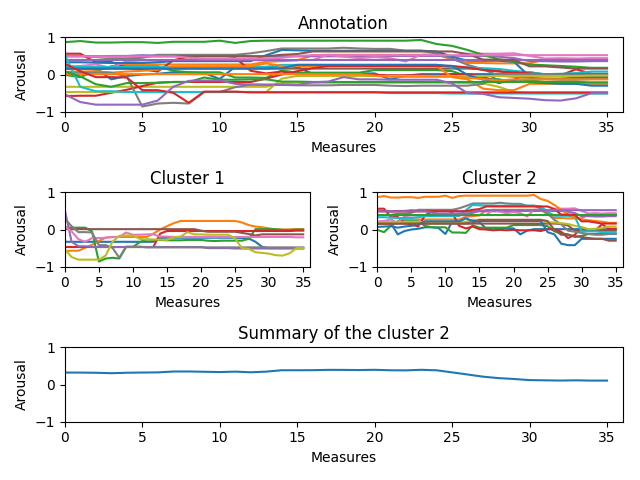 Annotation
1
0
−1
Arousal
0 5 10 15 20 25 30 35
Measures
Cluster 1
1
0
−1
Arousal
0 5 10 15 20 25 30 35
Measures
Cluster 2
1
0
−1
Arousal
0 5 10 15 20 25 30 35
Measures
Summary of the cluster 2
1
0
−1
Arousal
0 5 10 15 20 25 30 35
Measures